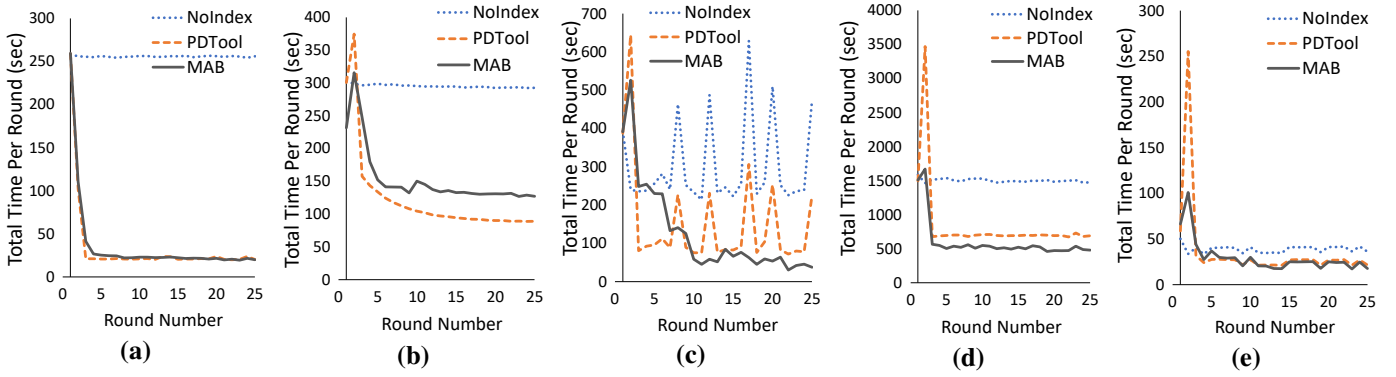 Total Time Per Round (sec)
300
250
200
150
100
50
0
0 5 10 15 20 25
Round Number
NoIndex
PDTool
MAB
(a)
Total Time Per Round (sec)
400
350
300
250
200
150
100
50
0
0 5 10 15 20 25
Round Number
NoIndex
PDTool
MAB
(b)
Total Time Per Round (sec)
700
600
500
400
300
200
100
0
0 5 10 15 20 25
Round Number
NoIndex
PDTool
MAB
(c)
Total Time Per Round (sec)
4000
3500
3000
2500
2000
1500
1000
500
0
0 5 10 15 20 25
Round Number
NoIndex
PDTool
MAB
(d)
Total Time Per Round (sec)
300
250
200
150
100
50
0
0 5 10 15 20 25
Round Number
NoIndex
PDTool
MAB
(e)